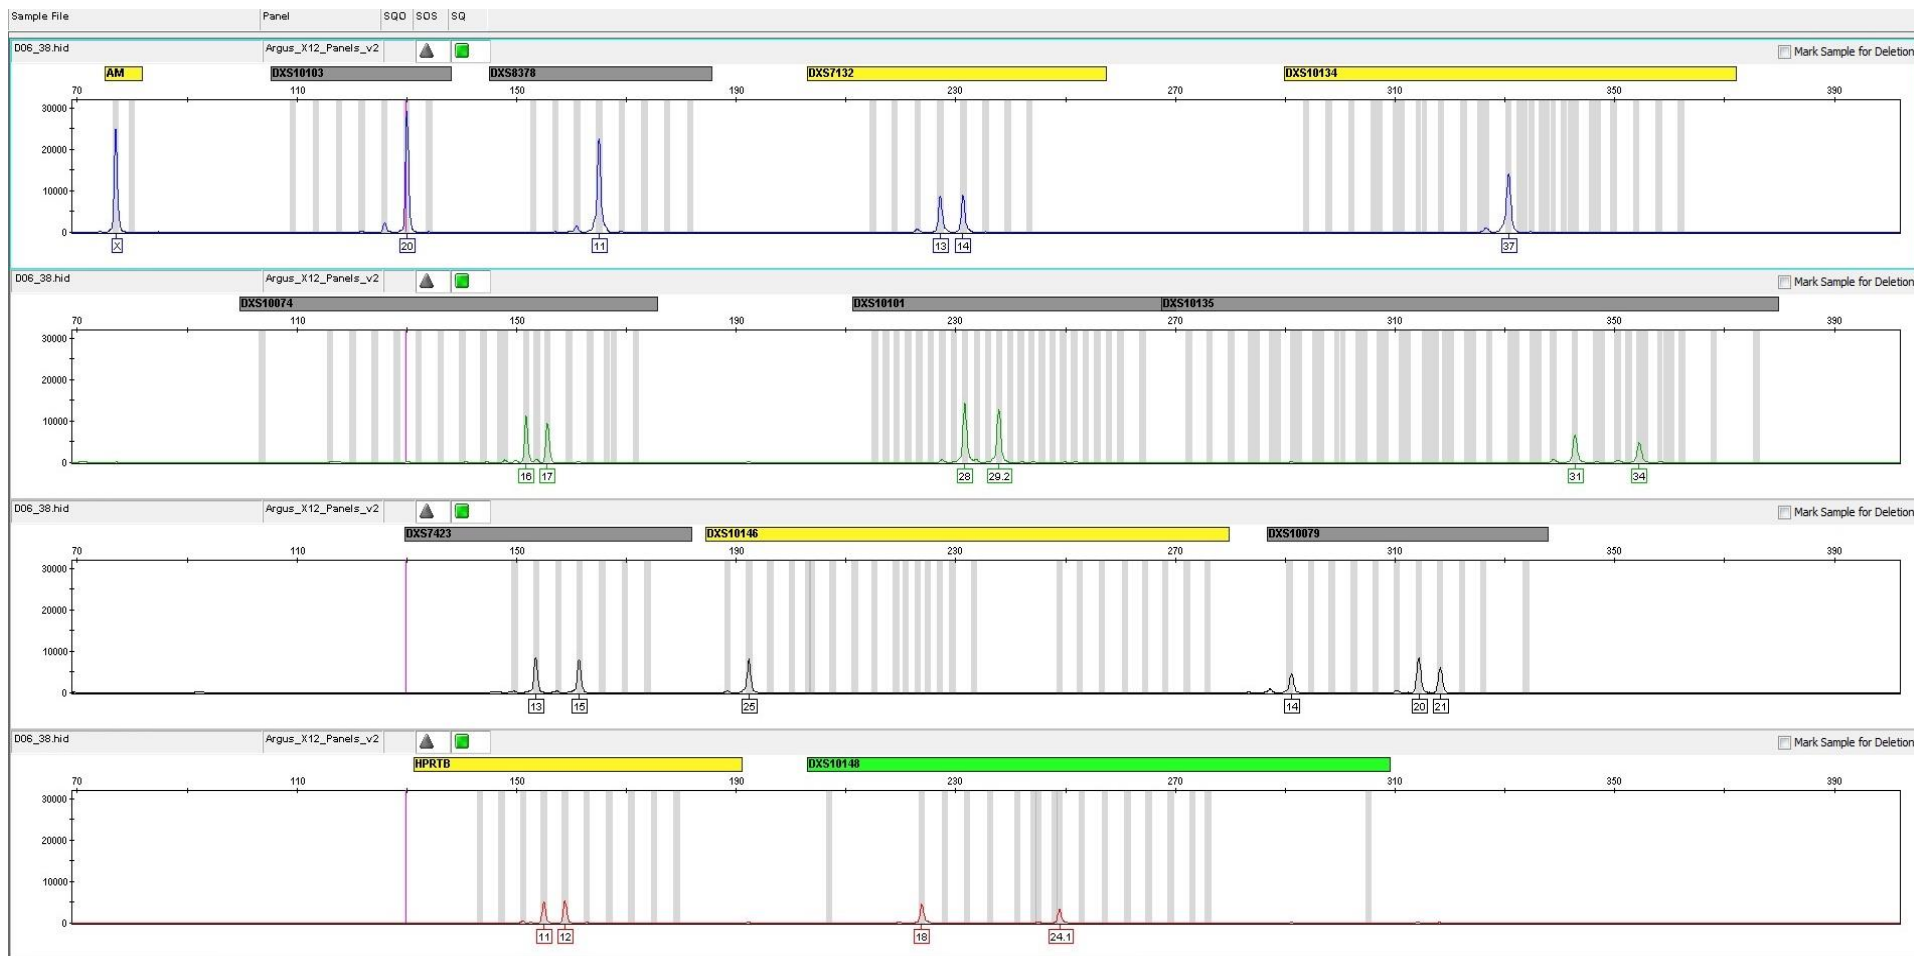 Sample File Panel SQO SOS SQ
D06_38.hid Argus_X12_Panels_v2 Mark Sample for Deletion
AM DXS10103 DXS8378 DXS7132 DXS10134
70 110 150 190 230 270 310 350 390
30000
20000
10000
0
X 20 11 13 14 37
D06_38.hid Argus_X12_Panels_v2 Mark Sample for Deletion
DXS10074 DXS10101 DXS10135
70 110 150 190 230 270 310 350 390
30000
20000
10000
0
16 17 28 29.2 31 34
D06_38.hid Argus_X12_Panels_v2 Mark Sample for Deletion
DXS7423 DXS10146 DXS10079
70 110 150 190 230 270 310 350 390
30000
20000
10000
0
13 15 25 14 20 21
D06_38.hid Argus_X12_Panels_v2 Mark Sample for Deletion
HPRTB DXS10148
70 110 150 190 230 270 310 350 390
30000
20000
10000
0
11 12 18 24.1